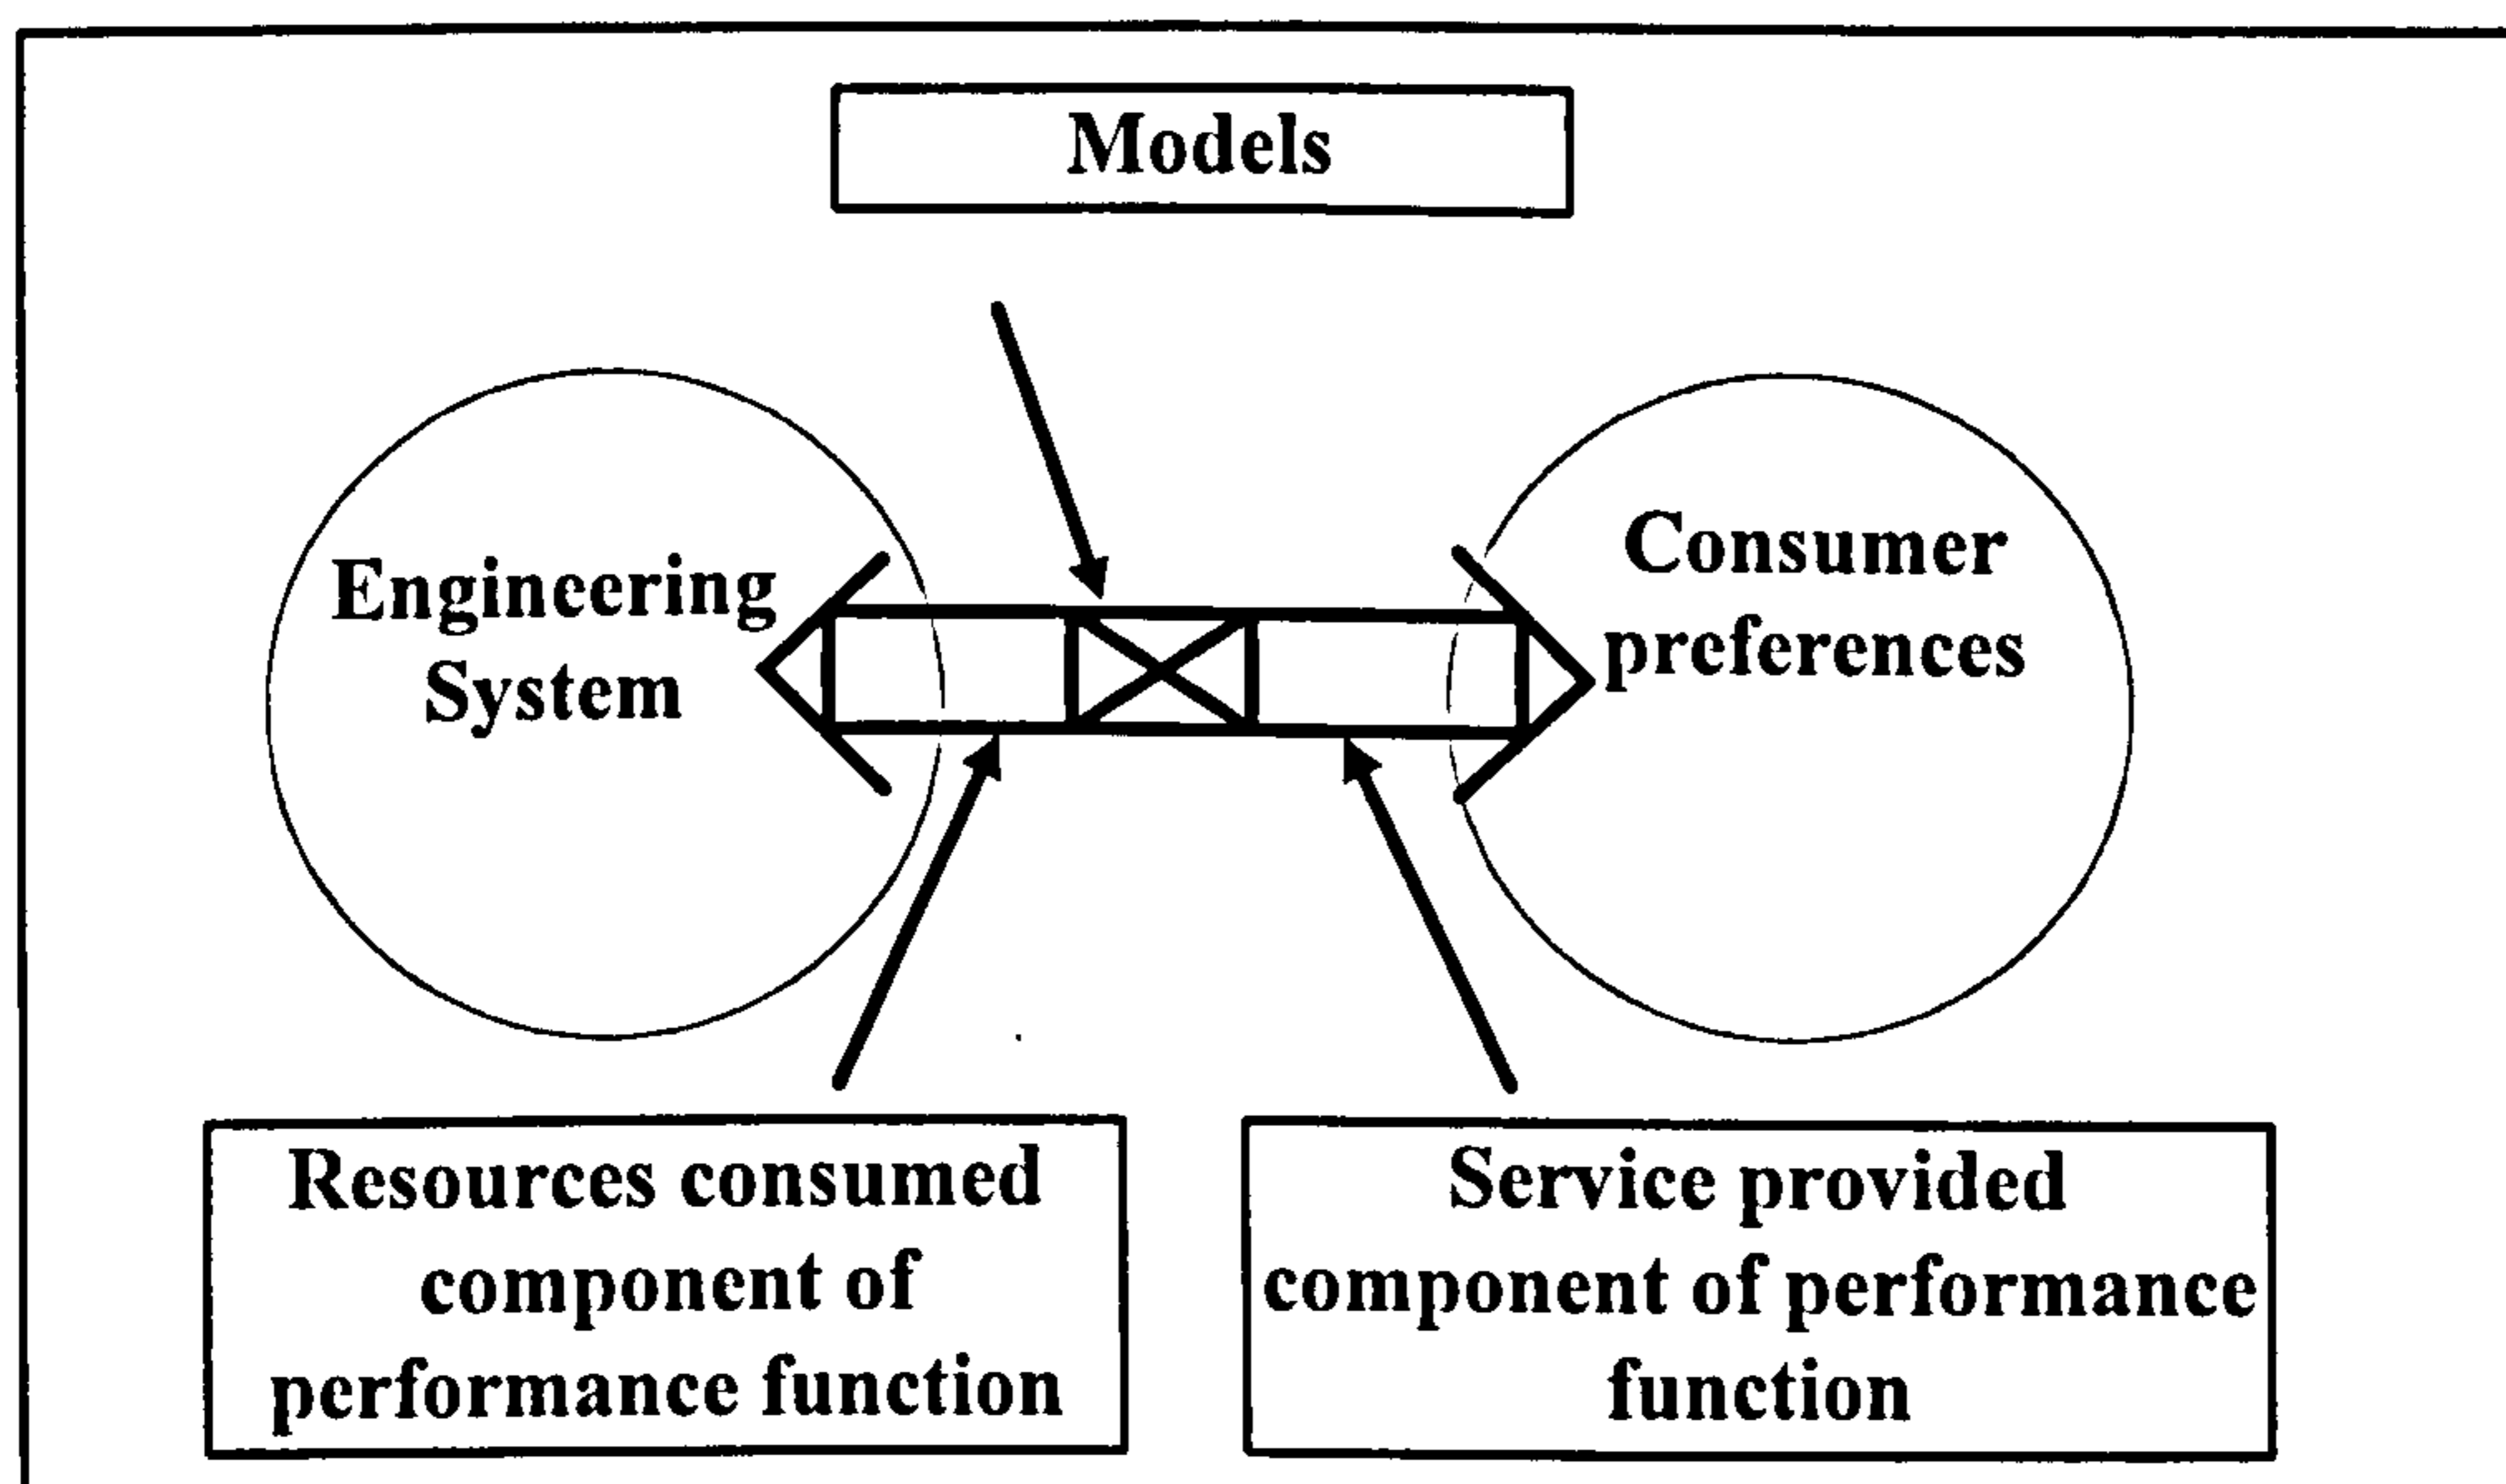 Models
Engineering
System
Consumer
preferences
Resources consumed
component of
performance function
Service provided
component of performance
function